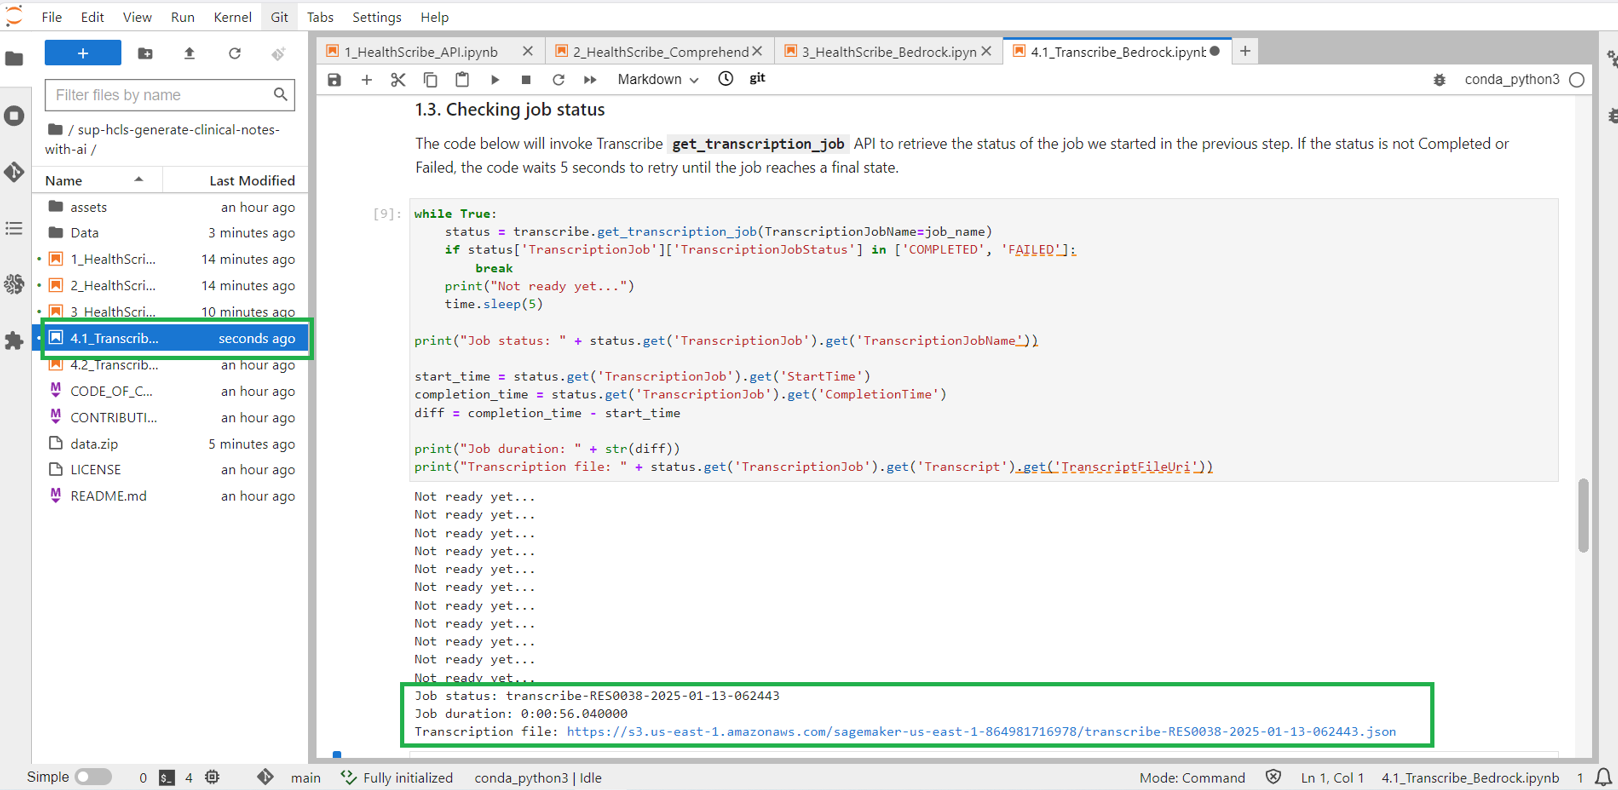 File Edit View Run Kernel Git Tabs Settings Help
1_HealthScribe_API.ipynb
2_HealthScribe_Comprehend
3_HealthScribe_Bedrock.ipyn
4.1_Transcribe_Bedrock.ipynb
Markdown
git
conda_python3
Filter files by name
/ sup-hcls-generate-clinical-notes-
with-ai /
Name Last Modified
assets an hour ago
Data 3 minutes ago
1_HealthScri... 14 minutes ago
2_HealthScri... 14 minutes ago
3_HealthScri... 10 minutes ago
4.1_Transcrib... seconds ago
4.2_Transcrib... an hour ago
M CODE_OF_C... an hour ago
M CONTRIBUTI... an hour ago
data.zip 5 minutes ago
LICENSE an hour ago
M README.md an hour ago
1.3. Checking job status
The code below will invoke Transcribe get_transcription_job API to retrieve the status of the job we started in the previous step. If the status is not Completed or
Failed, the code waits 5 seconds to retry until the job reaches a final state.
[9]:
while True:
    status = transcribe.get_transcription_job(TranscriptionJobName=job_name)
    if status['TranscriptionJob']['TranscriptionJobStatus'] in ['COMPLETED', 'FAILED']:
        break
    print("Not ready yet...")
    time.sleep(5)
print("Job status: " + status.get('TranscriptionJob').get('TranscriptionJobName'))
start_time = status.get('TranscriptionJob').get('StartTime')
completion_time = status.get('TranscriptionJob').get('CompletionTime')
diff = completion_time - start_time
print("Job duration: " + str(diff))
print("Transcription file: " + status.get('TranscriptionJob').get('Transcript').get('TranscriptFileUri'))
Not ready yet...
Not ready yet...
Not ready yet...
Not ready yet...
Not ready yet...
Not ready yet...
Not ready yet...
Not ready yet...
Not ready yet...
Not ready yet...
Not ready yet...
Job status: transcribe-RES0038-2025-01-13-062443
Job duration: 0:00:56.040000
Transcription file: https://s3.us-east-1.amazonaws.com/sagemaker-us-east-1-864981716978/transcribe-RES0038-2025-01-13-062443.json
Simple 0 $_ 4 main Fully initialized conda_python3 | Idle Mode: Command Ln 1, Col 1 4.1_Transcribe_Bedrock.ipynb 1